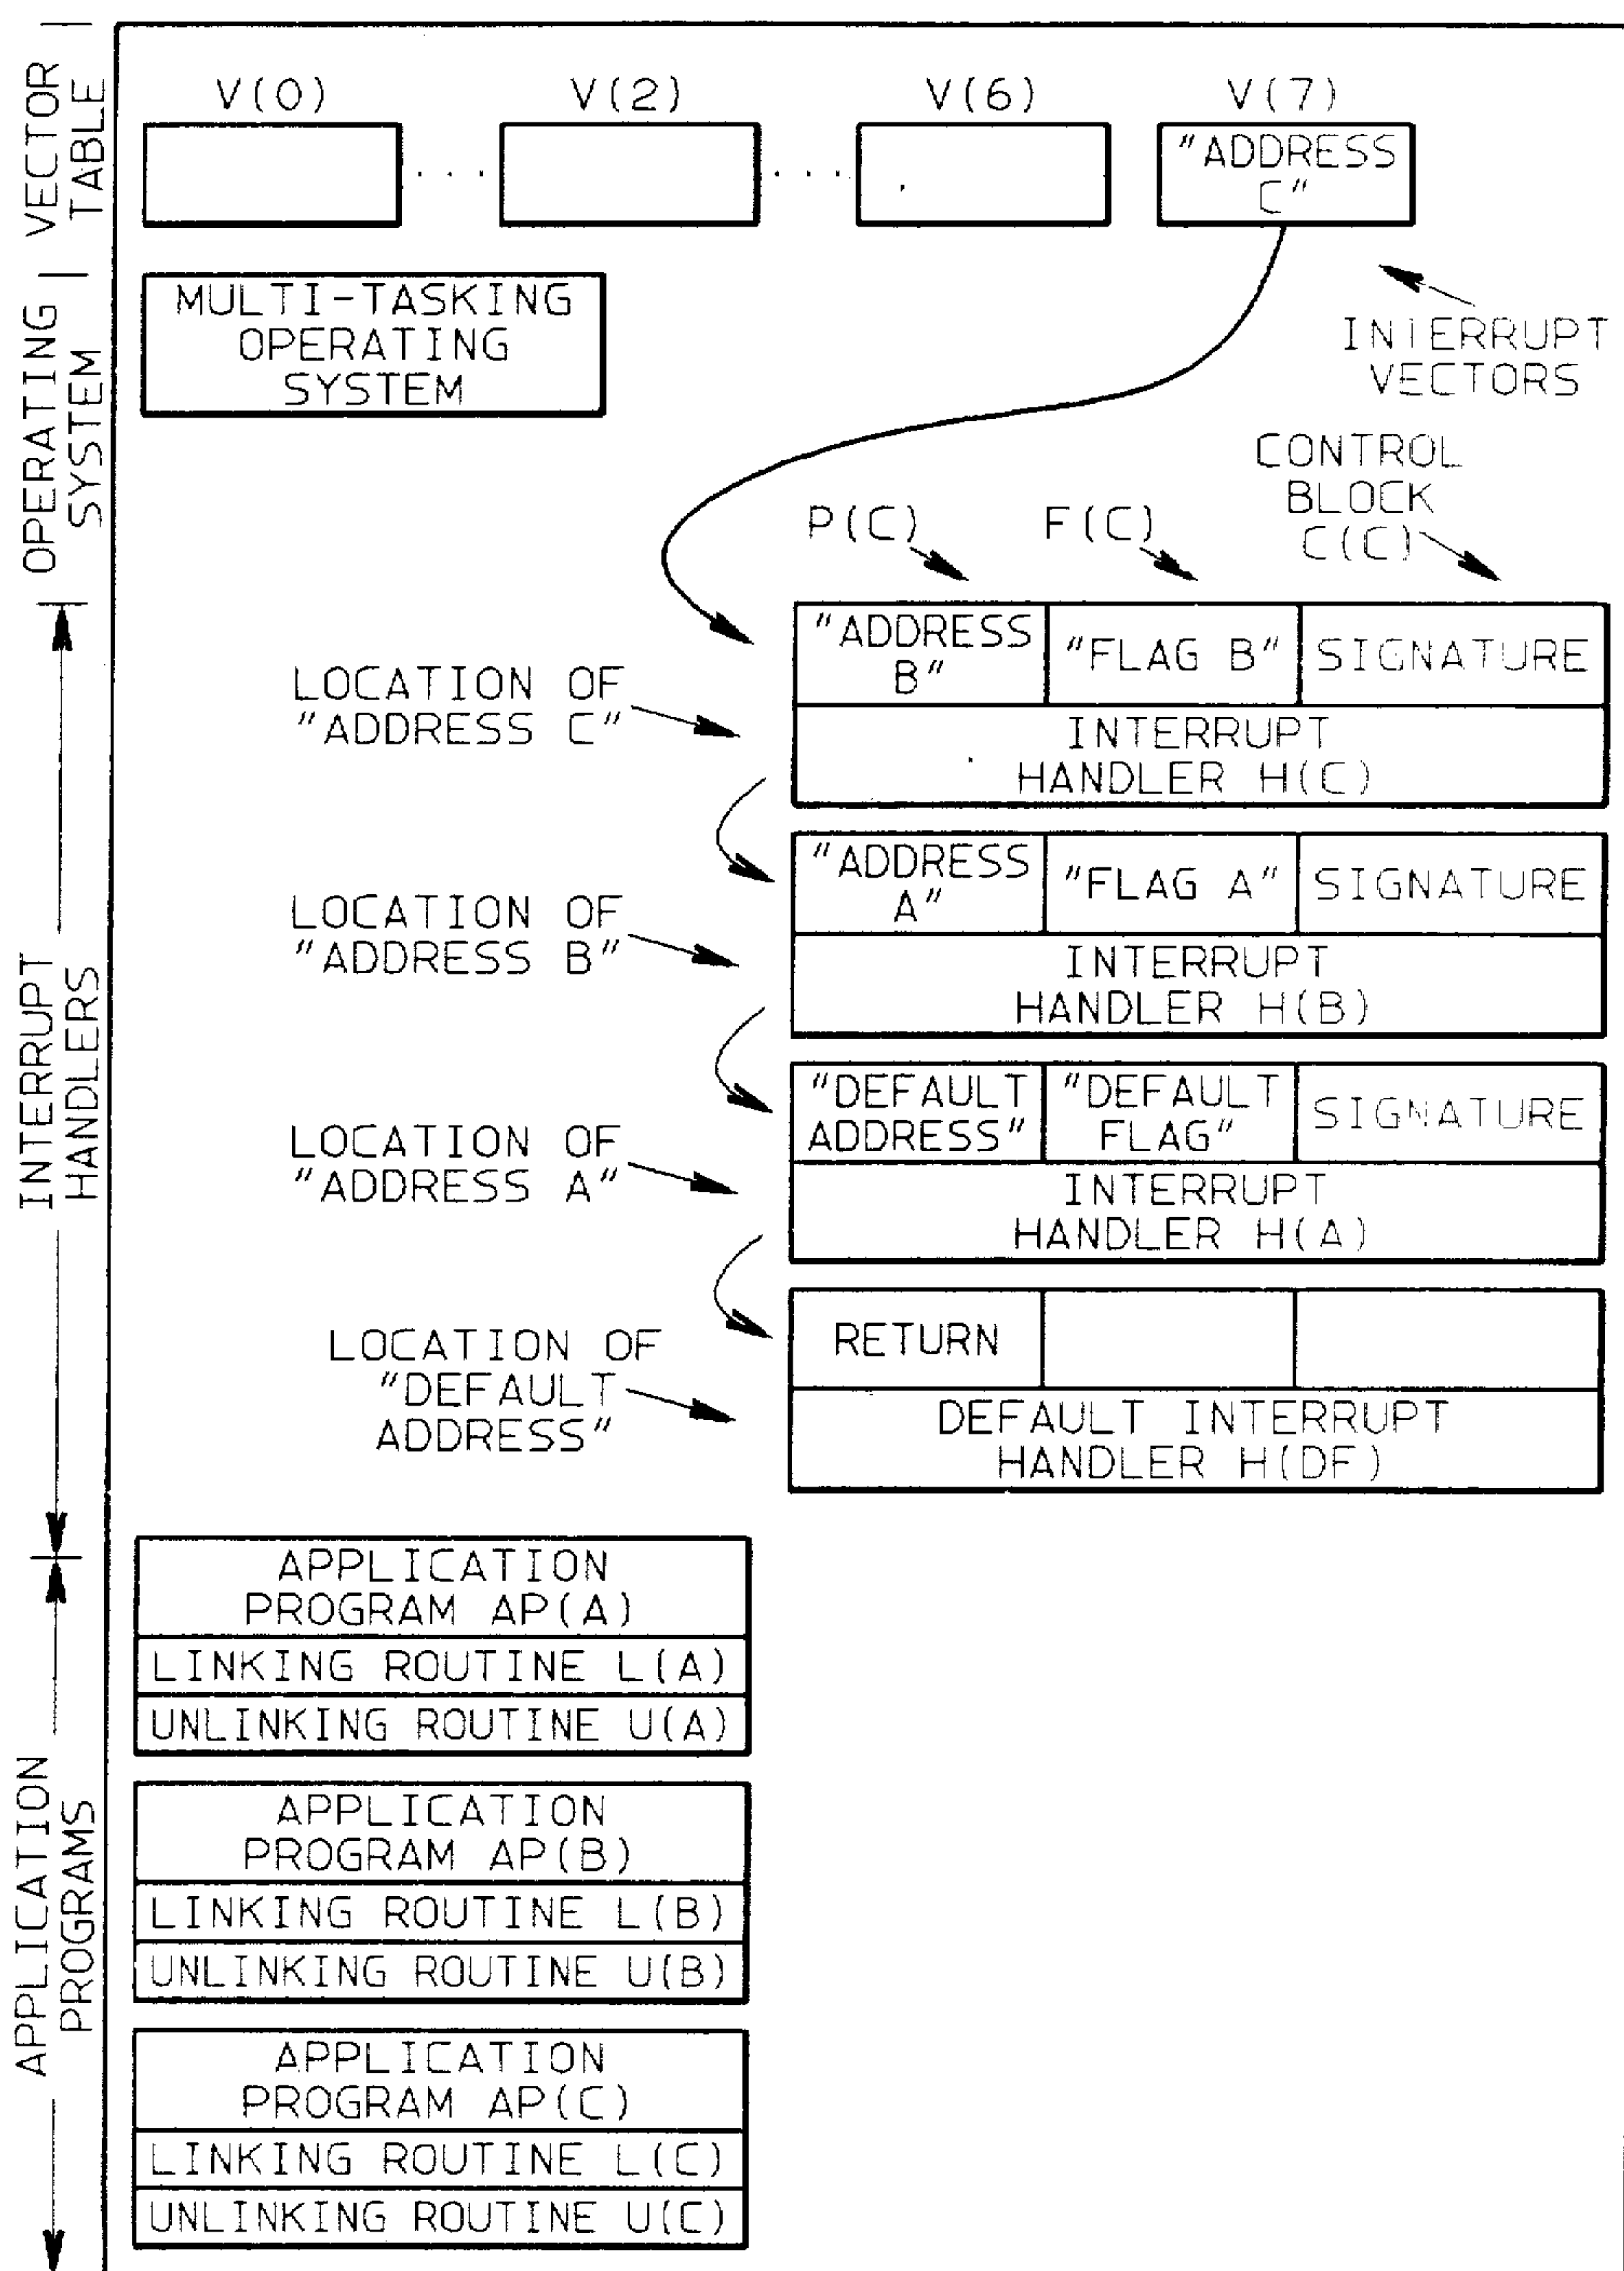 VECTOR
TABLE
OPERATING
SYSTEM
INTERRUPT
HANDLERS
APPLICATION
PROGRAMS
V(0)
V(2)
V(6)
V(7)
"ADDRESS
C"
MULTI-TASKING
OPERATING
SYSTEM
INTERRUPT
VECTORS
CONTROL
BLOCK
C(C)
P(C)
F(C)
"ADDRESS
B"
"FLAG B"
SIGNATURE
LOCATION OF
"ADDRESS C"
INTERRUPT
HANDLER H(C)
"ADDRESS
A"
"FLAG A"
SIGNATURE
LOCATION OF
"ADDRESS B"
INTERRUPT
HANDLER H(B)
"DEFAULT
ADDRESS"
"DEFAULT
FLAG"
SIGNATURE
LOCATION OF
"ADDRESS A"
INTERRUPT
HANDLER H(A)
RETURN
LOCATION OF
"DEFAULT
ADDRESS"
DEFAULT INTERRUPT
HANDLER H(DF)
APPLICATION
PROGRAM AP(A)
LINKING ROUTINE L(A)
UNLINKING ROUTINE U(A)
APPLICATION
PROGRAM AP(B)
LINKING ROUTINE L(B)
UNLINKING ROUTINE U(B)
APPLICATION
PROGRAM AP(C)
LINKING ROUTINE L(C)
UNLINKING ROUTINE U(C)